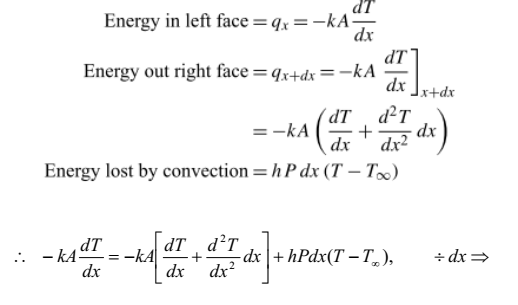 Energy in left face = q_x = −kA dT/dx
Energy out right face = q_{x+dx} = −kA dT/dx]_{x+dx}
= −kA (dT/dx + d²T/dx² dx)
Energy lost by convection = h P dx (T − T_∞)
∴ −kA dT/dx = −kA[dT/dx + d²T/dx² dx] + hPdx(T − T_∞), ÷ dx ⇒